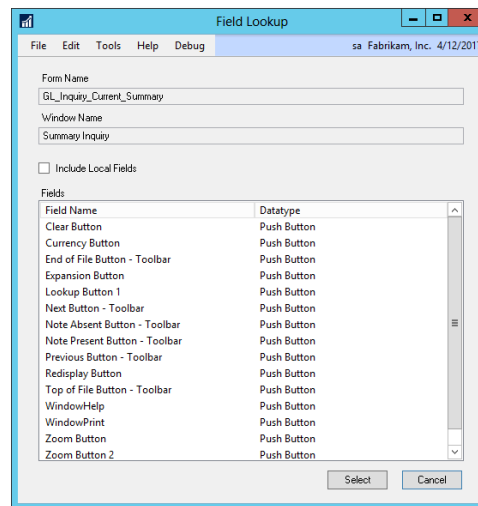 Field Lookup
File Edit Tools Help Debug sa Fabrikam, Inc. 4/12/2017
Form Name
GL_Inquiry_Current_Summary
Window Name
Summary Inquiry
Include Local Fields
Fields
Field Name Datatype
Clear Button Push Button
Currency Button Push Button
End of File Button - Toolbar Push Button
Expansion Button Push Button
Lookup Button 1 Push Button
Next Button - Toolbar Push Button
Note Absent Button - Toolbar Push Button
Note Present Button - Toolbar Push Button
Previous Button - Toolbar Push Button
Redisplay Button Push Button
Top of File Button - Toolbar Push Button
WindowHelp Push Button
WindowPrint Push Button
Zoom Button Push Button
Zoom Button 2 Push Button
Select Cancel